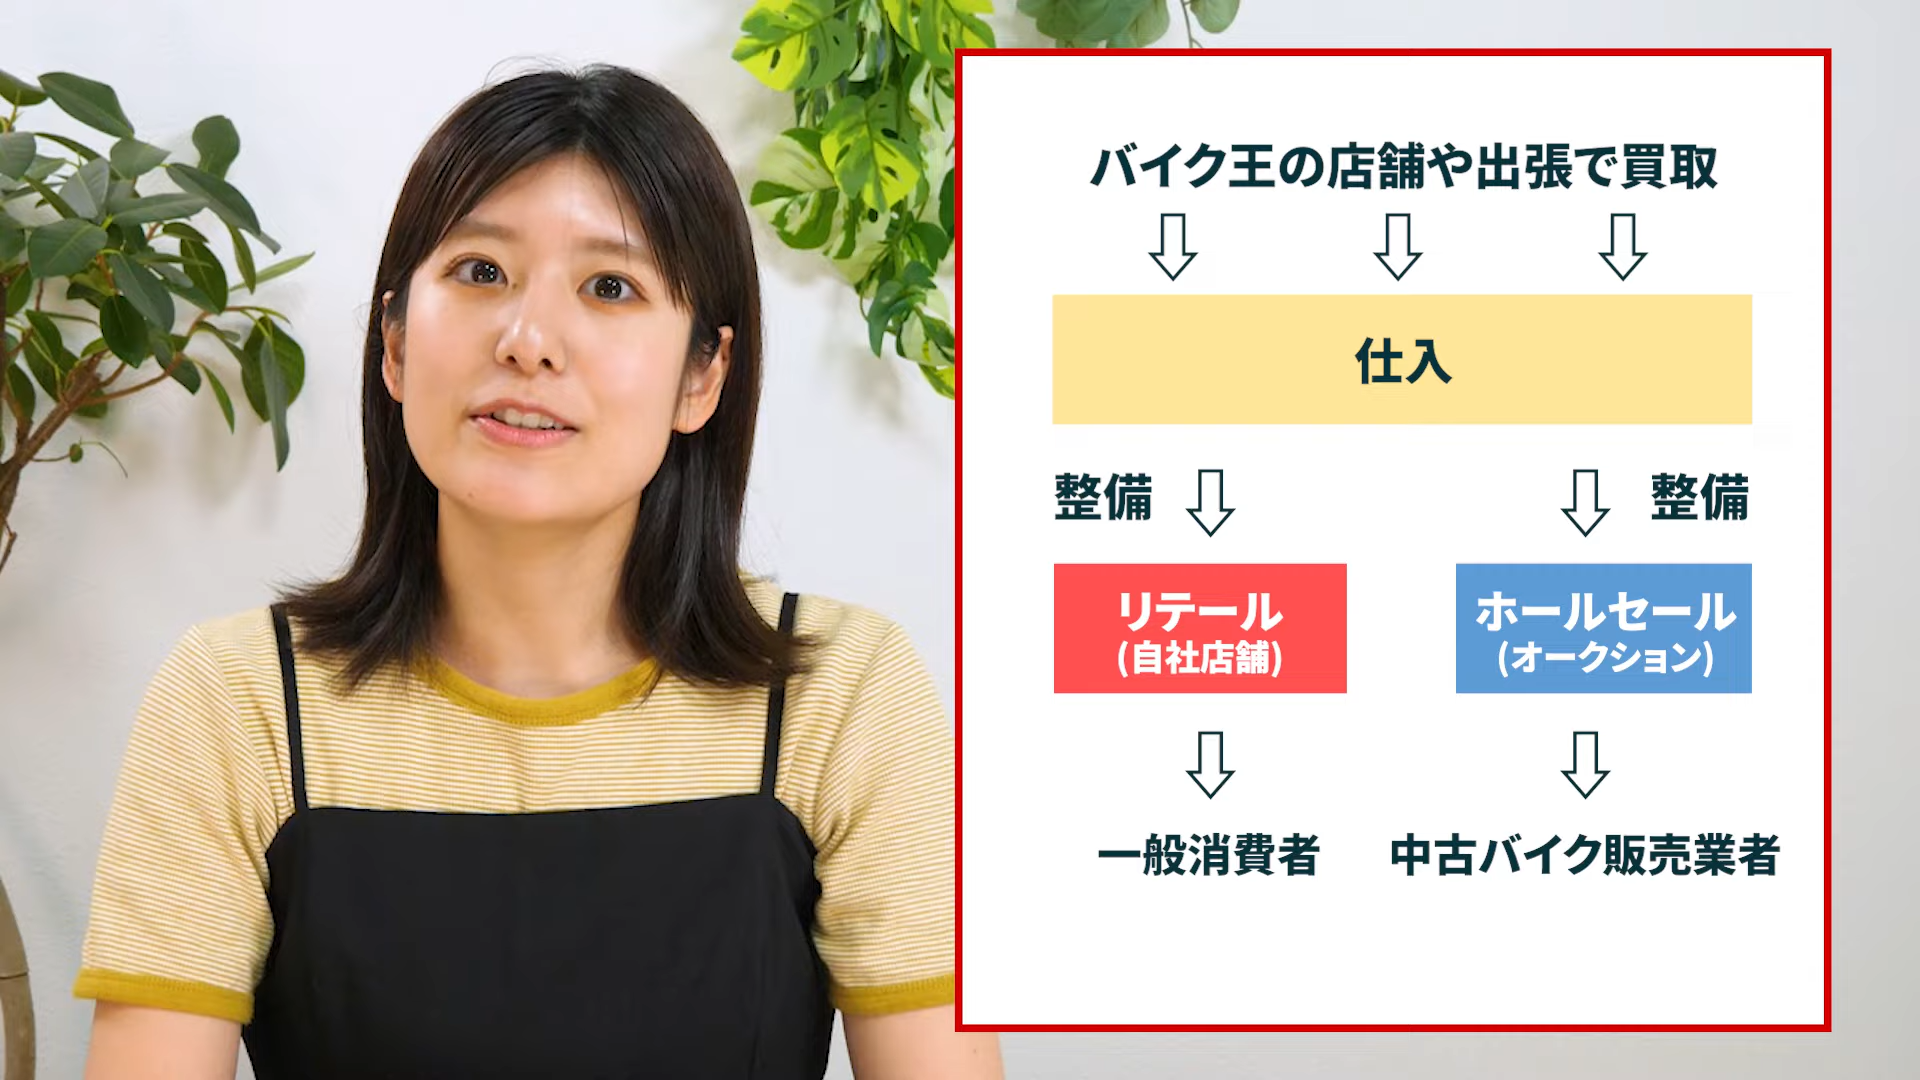 バイク王の店舗や出張で買取
仕入
整備 整備
リテール ホールセール
(自社店舗) (オークション)
一般消費者 中古バイク販売業者